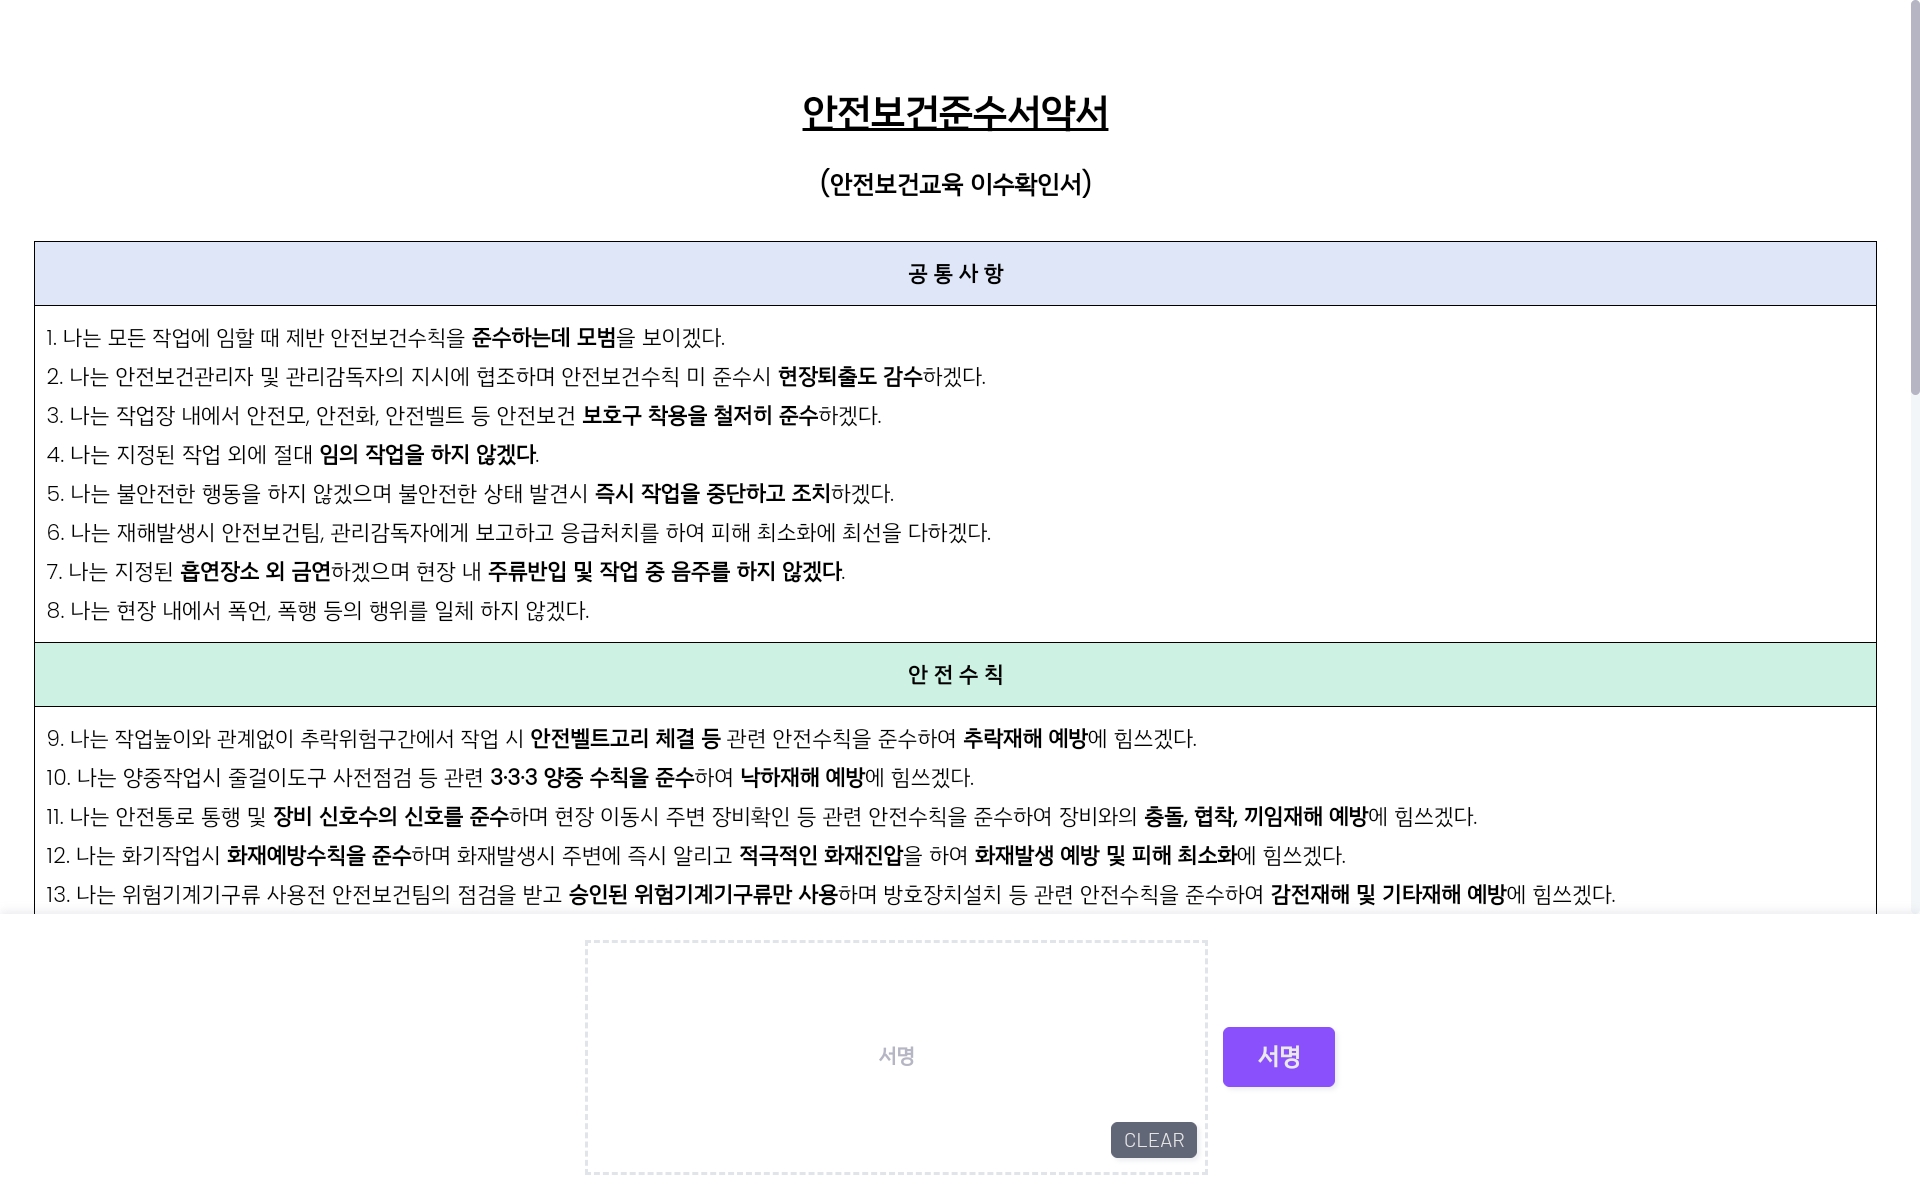 안전보건준수서약서
(안전보건교육 이수확인서)
공 통 사 항
1. 나는 모든 작업에 임할 때 제반 안전보건수칙을 준수하는데 모범을 보이겠다.
2. 나는 안전보건관리자 및 관리감독자의 지시에 협조하며 안전보건수칙 미 준수시 현장퇴출도 감수하겠다.
3. 나는 작업장 내에서 안전모, 안전화, 안전벨트 등 안전보건 보호구 착용을 철저히 준수하겠다.
4. 나는 지정된 작업 외에 절대 임의 작업을 하지 않겠다.
5. 나는 불안전한 행동을 하지 않겠으며 불안전한 상태 발견시 즉시 작업을 중단하고 조치하겠다.
6. 나는 재해발생시 안전보건팀, 관리감독자에게 보고하고 응급처치를 하여 피해 최소화에 최선을 다하겠다.
7. 나는 지정된 흡연장소 외 금연하겠으며 현장 내 주류반입 및 작업 중 음주를 하지 않겠다.
8. 나는 현장 내에서 폭언, 폭행 등의 행위를 일체 하지 않겠다.
안 전 수 칙
9. 나는 작업높이와 관계없이 추락위험구간에서 작업 시 안전벨트고리 체결 등 관련 안전수칙을 준수하여 추락재해 예방에 힘쓰겠다.
10. 나는 양중작업시 줄걸이도구 사전점검 등 관련 3·3·3 양중 수칙을 준수하여 낙하재해 예방에 힘쓰겠다.
11. 나는 안전통로 통행 및 장비 신호수의 신호를 준수하며 현장 이동시 주변 장비확인 등 관련 안전수칙을 준수하여 장비와의 충돌, 협착, 끼임재해 예방에 힘쓰겠다.
12. 나는 화기작업시 화재예방수칙을 준수하며 화재발생시 주변에 즉시 알리고 적극적인 화재진압을 하여 화재발생 예방 및 피해 최소화에 힘쓰겠다.
13. 나는 위험기계기구류 사용전 안전보건팀의 점검을 받고 승인된 위험기계기구류만 사용하며 방호장치설치 등 관련 안전수칙을 준수하여 감전재해 및 기타재해 예방에 힘쓰겠다.
서명
서명
CLEAR